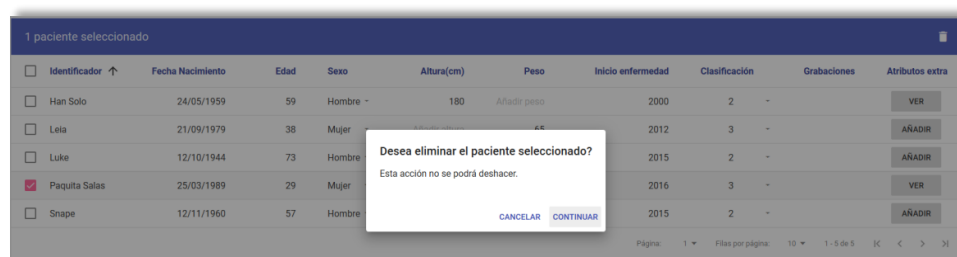 1 paciente seleccionado
Identificador Fecha Nacimiento Edad Sexo Altura(cm) Peso Inicio enfermedad Clasificación Grabaciones Atributos extra
Han Solo 24/05/1959 59 Hombre 180 Añadir peso 2000 2 VER
Leia 21/09/1979 38 Mujer 65 2012 3 AÑADIR
Desea eliminar el paciente seleccionado?
Luke 12/10/1944 73 Hombre 2015 2 AÑADIR
Esta acción no se podrá deshacer.
Paquita Salas 25/03/1989 29 Mujer 2016 3 VER
Snape 12/11/1960 57 Hombre 2015 2 AÑADIR
CANCELAR CONTINUAR
Página: 1 Filas por página: 10 1 - 5 de 5